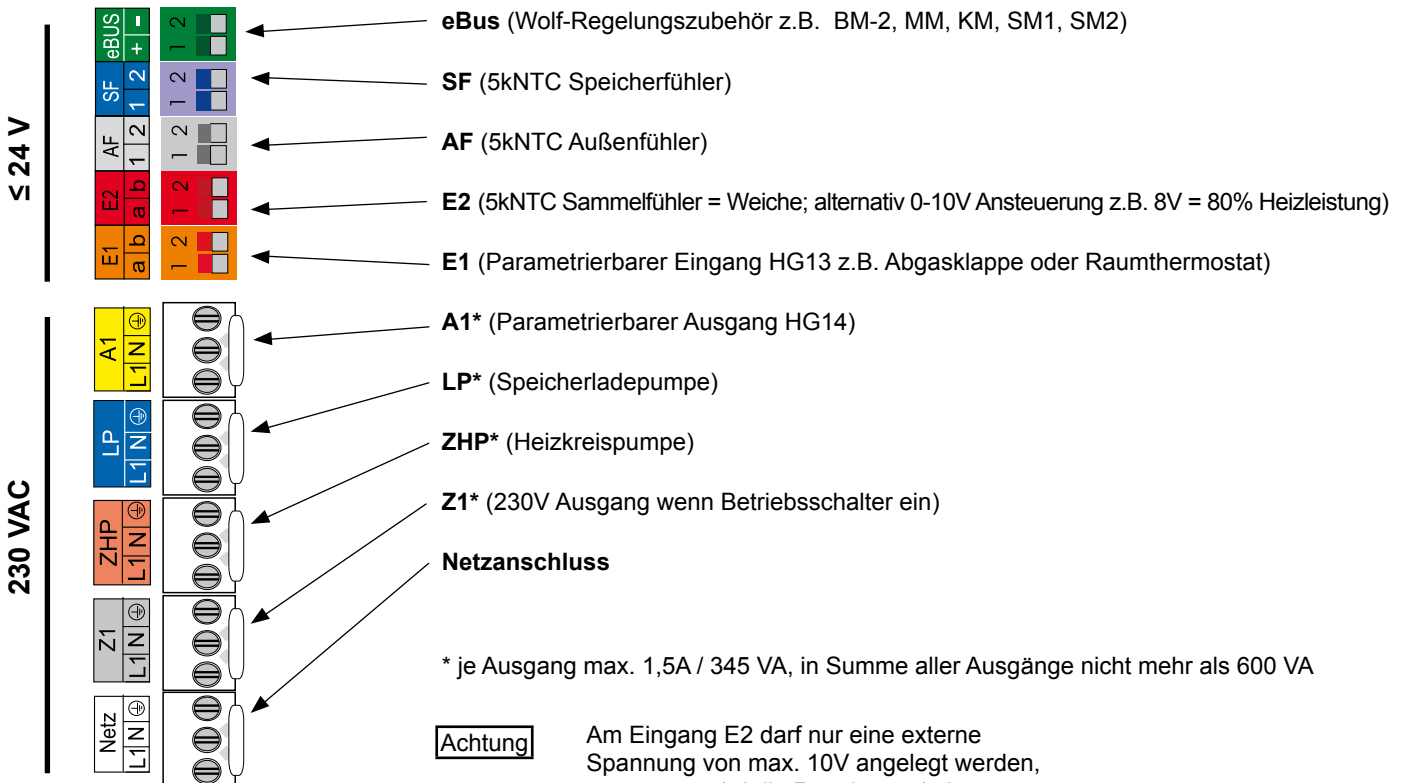 ≤ 24 V
eBUS + - 1 2
eBus (Wolf-Regelungszubehör z.B. BM-2, MM, KM, SM1, SM2)
SF 1 2 1 2
SF (5kNTC Speicherfühler)
AF 1 2 1 2
AF (5kNTC Außenfühler)
E2 a b 1 2
E2 (5kNTC Sammelfühler = Weiche; alternativ 0-10V Ansteuerung z.B. 8V = 80% Heizleistung)
E1 a b 1 2
E1 (Parametrierbarer Eingang HG13 z.B. Abgasklappe oder Raumthermostat)
230 VAC
A1 L1 N
A1* (Parametrierbarer Ausgang HG14)
LP L1 N
LP* (Speicherladepumpe)
ZHP L1 N
ZHP* (Heizkreispumpe)
Z1 L1 N
Z1* (230V Ausgang wenn Betriebsschalter ein)
Netz L1 N
Netzanschluss
* je Ausgang max. 1,5A / 345 VA, in Summe aller Ausgänge nicht mehr als 600 VA
Achtung
Am Eingang E2 darf nur eine externe
Spannung von max. 10V angelegt werden,